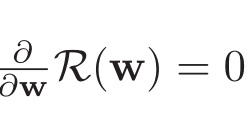 ∂/∂𝐰 ℛ(𝐰) = 0